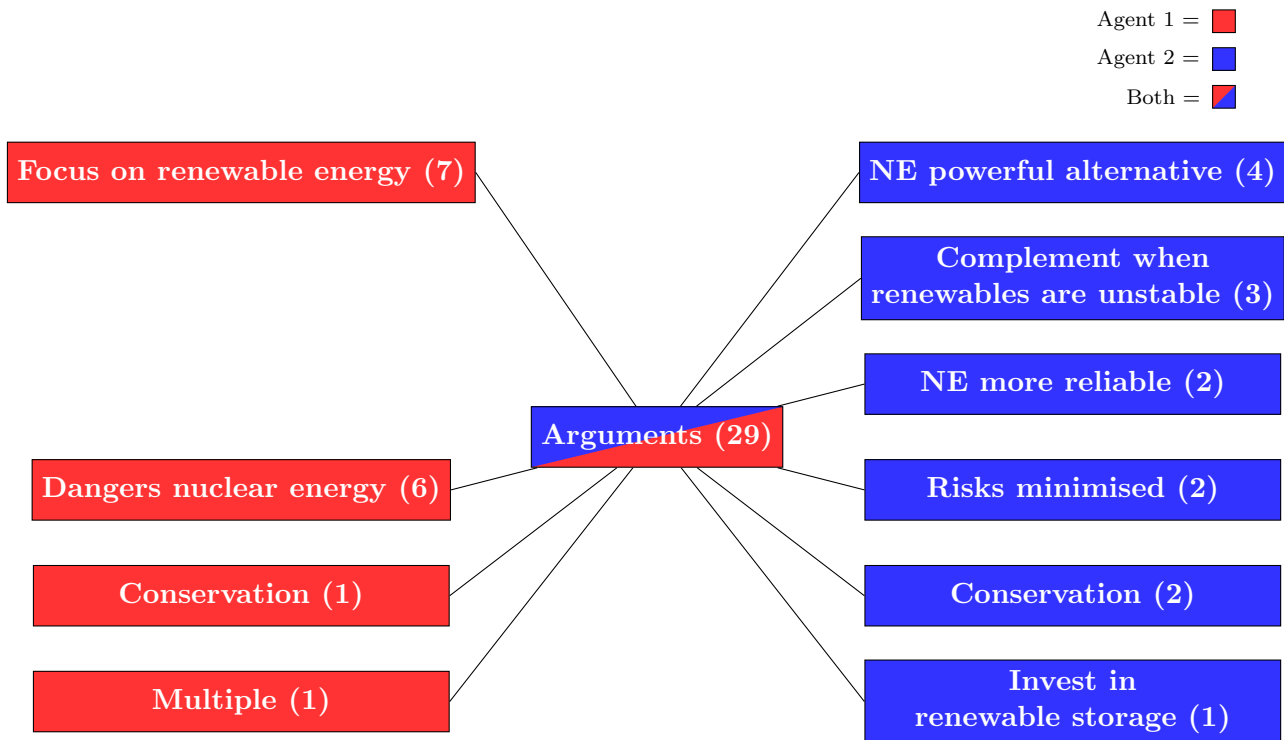 Agent 1 =
Agent 2 =
Both =
Focus on renewable energy (7)
NE powerful alternative (4)
Complement when
renewables are unstable (3)
NE more reliable (2)
Arguments (29)
Dangers nuclear energy (6)
Risks minimised (2)
Conservation (1)
Conservation (2)
Multiple (1)
Invest in
renewable storage (1)